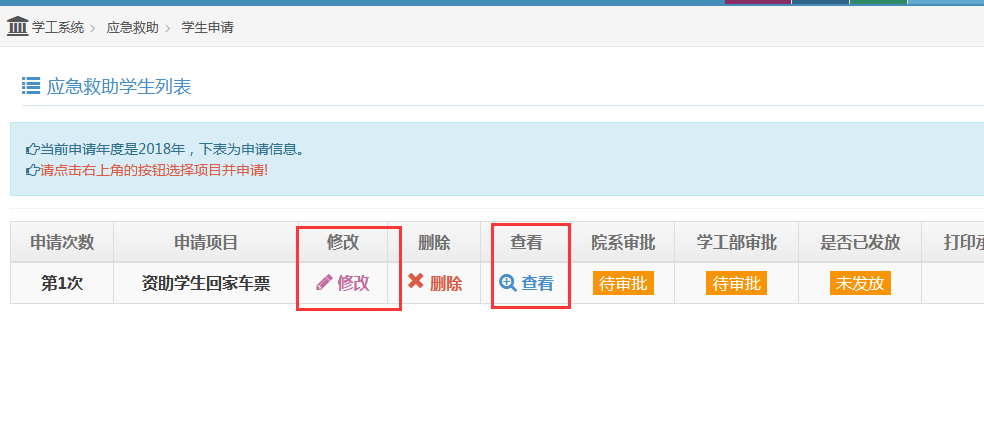 学工系统 应急救助 学生申请
应急救助学生列表
当前申请年度是2018年，下表为申请信息。
请点击右上角的按钮选择项目并申请!
申请次数 申请项目 修改 删除 查看 院系审批 学工部审批 是否已发放 打印
第1次 资助学生回家车票 修改 删除 查看 待审批 待审批 未发放